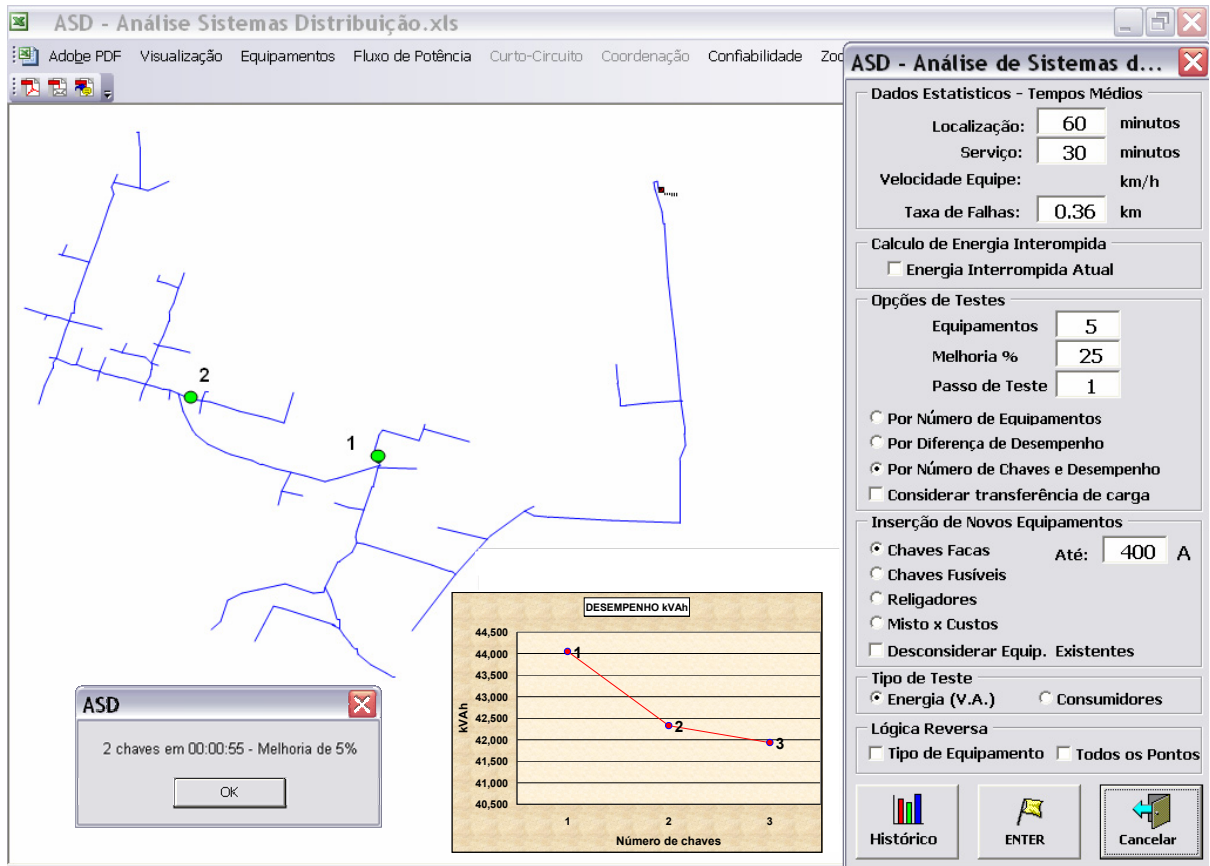 ASD - Análise Sistemas Distribuição.xls
Adobe PDF Visualização Equipamentos Fluxo de Potência Curto-Circuito Coordenação Confiabilidade Zoo
2
1
DESEMPENHO kVAh
44,500
44,000
43,500
43,000
42,500
42,000
41,500
41,000
40,500
kVAh
1
2
3
1 2 3
Número de chaves
ASD
2 chaves em 00:00:55 - Melhoria de 5%
OK
ASD - Análise de Sistemas d...
Dados Estatisticos - Tempos Médios
Localização: 60 minutos
Serviço: 30 minutos
Velocidade Equipe: km/h
Taxa de Falhas: 0.36 km
Calculo de Energia Interompida
Energia Interrompida Atual
Opções de Testes
Equipamentos 5
Melhoria % 25
Passo de Teste 1
Por Número de Equipamentos
Por Diferença de Desempenho
Por Número de Chaves e Desempenho
Considerar transferência de carga
Inserção de Novos Equipamentos
Chaves Facas Até: 400 A
Chaves Fusíveis
Religadores
Misto x Custos
Desconsiderar Equip. Existentes
Tipo de Teste
Energia (V.A.) Consumidores
Lógica Reversa
Tipo de Equipamento Todos os Pontos
Histórico ENTER Cancelar